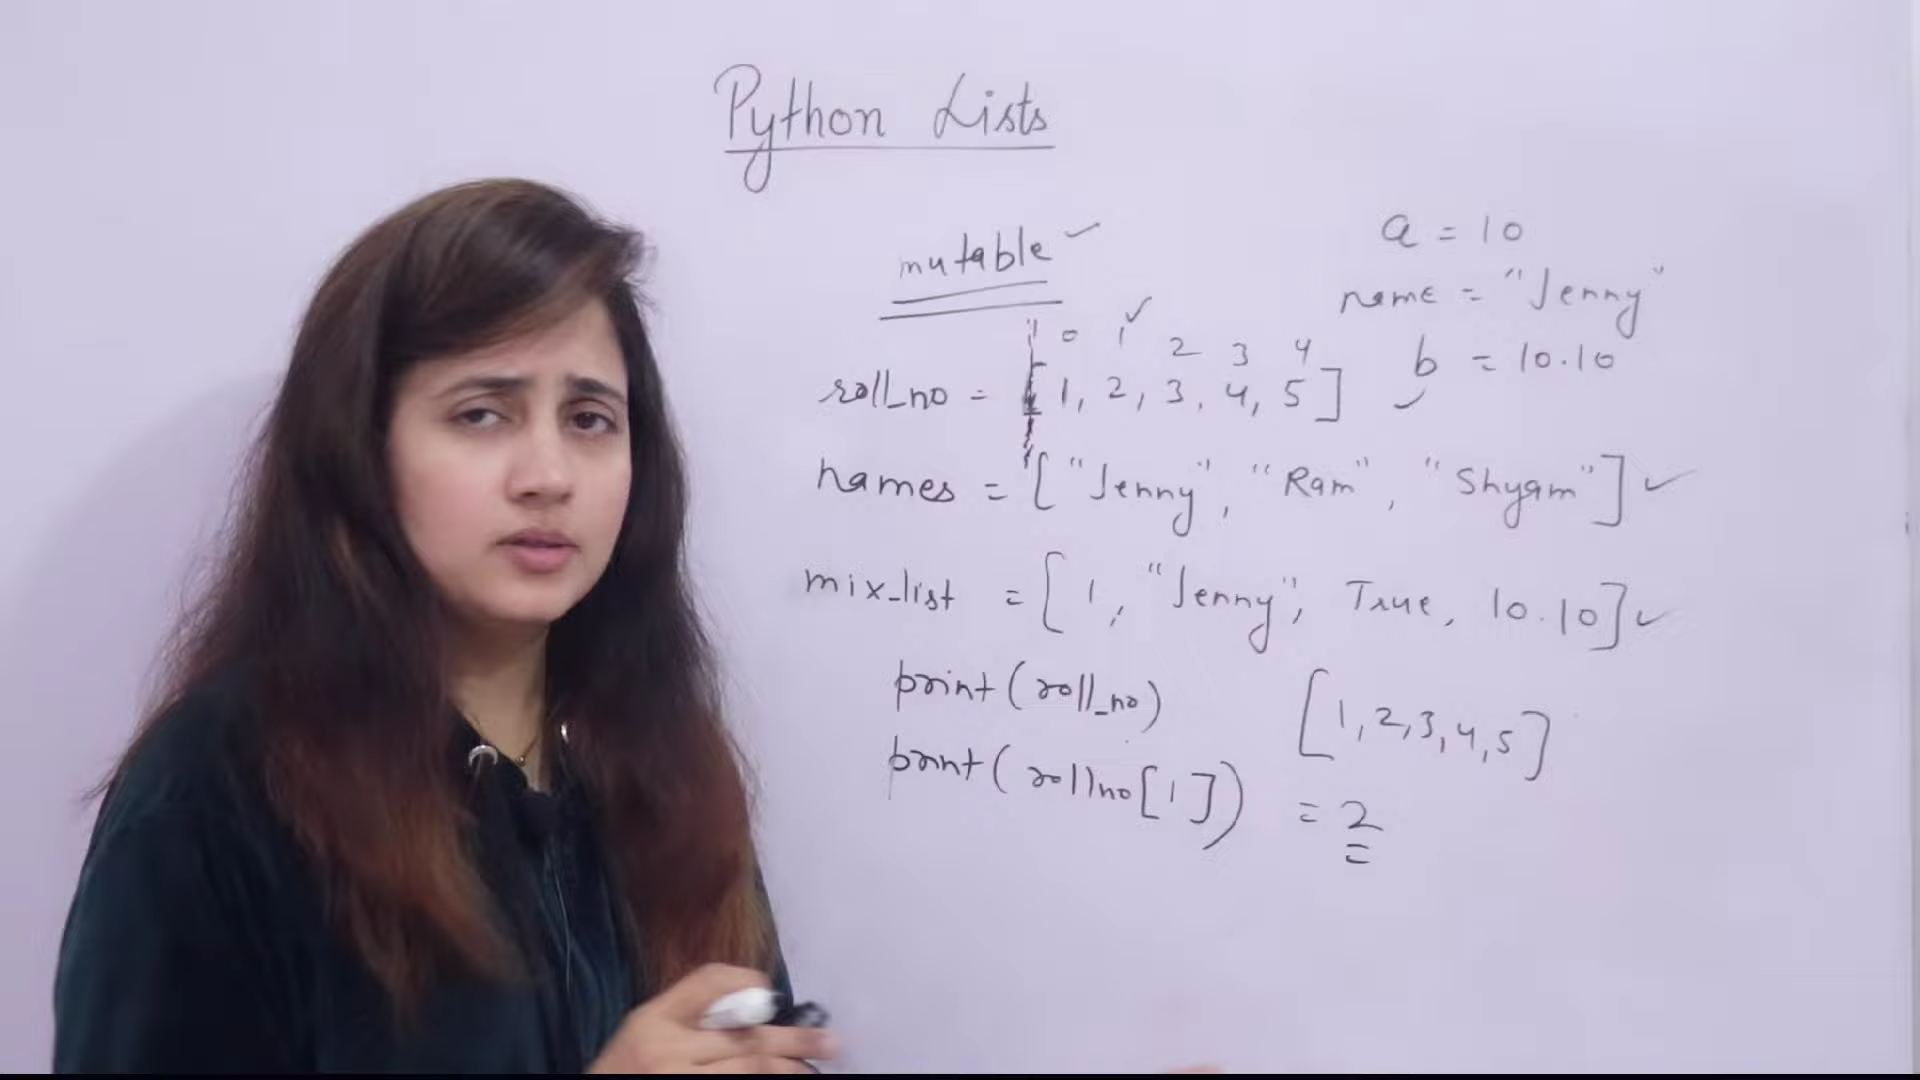 Python Lists
mutable
a = 10
name = "Jenny"
0 1 2 3 4
b = 10.10
roll_no = [1, 2, 3, 4, 5]
names = ["Jenny", "Ram", "Shyam"]
mix_list = [1, "Jenny", True, 10.10]
print(roll_no) [1,2,3,4,5]
print(rollno[1]) = 2